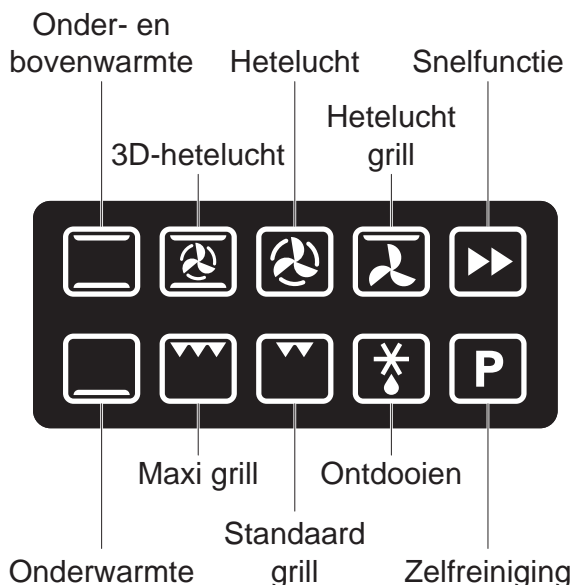 Onder- en
bovenwarmte
Hetelucht
Snelfunctie
3D-hetelucht
Hetelucht
grill
P
Maxi grill
Ontdooien
Onderwarmte
Standaard
grill
Zelfreiniging